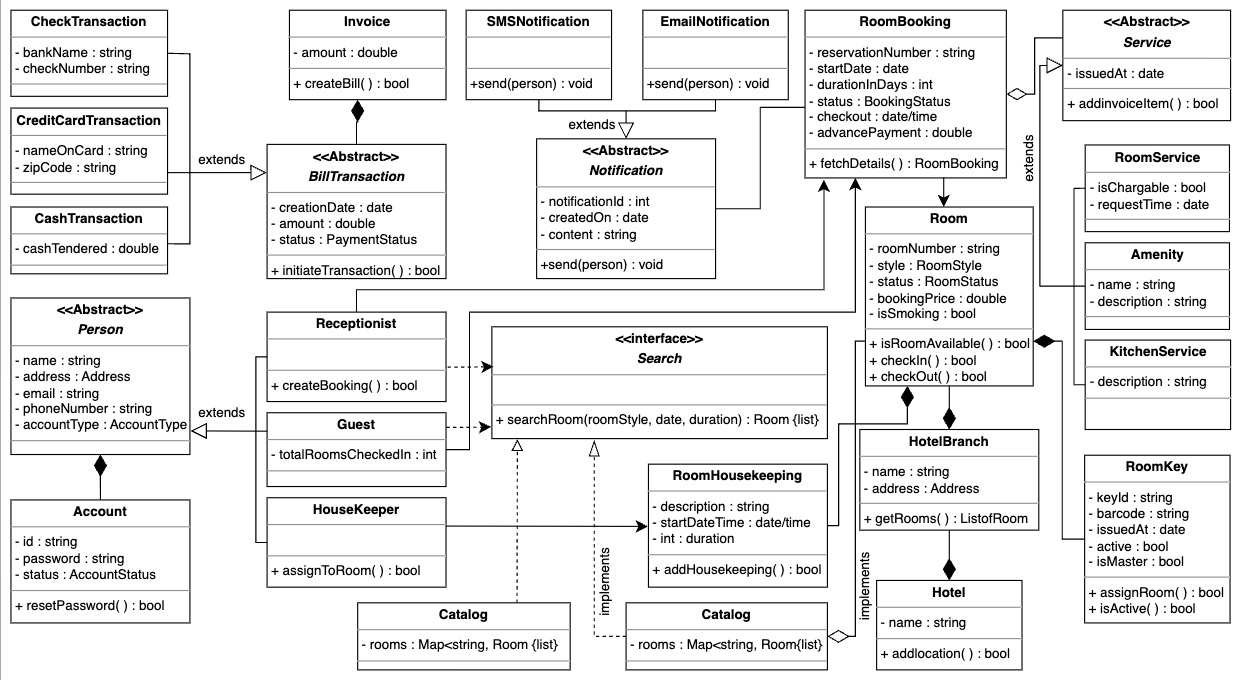 CheckTransaction
- bankName : string
- checkNumber : string
CreditCardTransaction
- nameOnCard : string
- zipCode : string
CashTransaction
- cashTendered : double
extends
Invoice
- amount : double
+ createBill( ) : bool
<<Abstract>>
BillTransaction
- creationDate : date
- amount : double
- status : PaymentStatus
+ initiateTransaction( ) : bool
SMSNotification
+send(person) : void
EmailNotification
+send(person) : void
extends
<<Abstract>>
Notification
- notificationId : int
- createdOn : date
- content : string
+send(person) : void
RoomBooking
- reservationNumber : string
- startDate : date
- durationInDays : int
- status : BookingStatus
- checkout : date/time
- advancePayment : double
+ fetchDetails( ) : RoomBooking
<<Abstract>>
Service
- issuedAt : date
+ addinvoiceItem( ) : bool
extends
RoomService
- isChargable : bool
- requestTime : date
Amenity
- name : string
- description : string
KitchenService
- description : string
Room
- roomNumber : string
- style : RoomStyle
- status : RoomStatus
- bookingPrice : double
- isSmoking : bool
+ isRoomAvailable( ) : bool
+ checkIn( ) : bool
+ checkOut( ) : bool
<<Abstract>>
Person
- name : string
- address : Address
- email : string
- phoneNumber : string
- accountType : AccountType
extends
Account
- id : string
- password : string
- status : AccountStatus
+ resetPassword( ) : bool
Receptionist
+ createBooking( ) : bool
Guest
- totalRoomsCheckedIn : int
HouseKeeper
+ assignToRoom( ) : bool
<<interface>>
Search
+ searchRoom(roomStyle, date, duration) : Room {list}
RoomHousekeeping
- description : string
- startDateTime : date/time
- int : duration
+ addHousekeeping( ) : bool
HotelBranch
- name : string
- address : Address
+ getRooms( ) : ListofRoom
RoomKey
- keyId : string
- barcode : string
- issuedAt : date
- active : bool
- isMaster : bool
+ assignRoom( ) : bool
+ isActive( ) : bool
Catalog
- rooms : Map<string, Room {list}
implements
Catalog
- rooms : Map<string, Room{list}
implements
Hotel
- name : string
+ addlocation( ) : bool